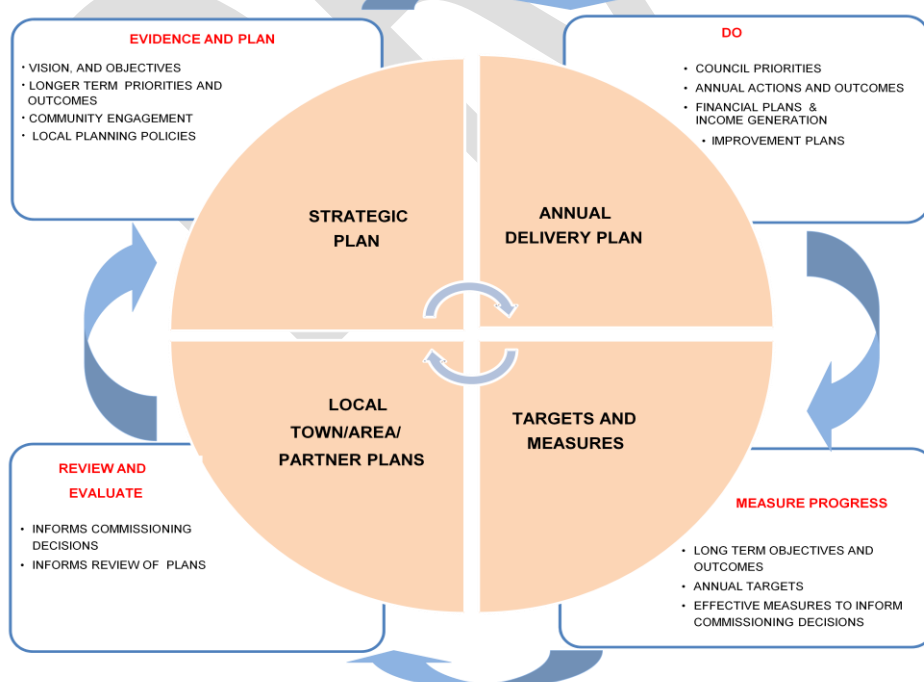 EVIDENCE AND PLAN
• VISION, AND OBJECTIVES
• LONGER TERM PRIORITIES AND
OUTCOMES
• COMMUNITY ENGAGEMENT
• LOCAL PLANNING POLICIES
DO
• COUNCIL PRIORITIES
• ANNUAL ACTIONS AND OUTCOMES
• FINANCIAL PLANS &
INCOME GENERATION
• IMPROVEMENT PLANS
STRATEGIC
PLAN
ANNUAL
DELIVERY PLAN
LOCAL
TOWN/AREA/
PARTNER PLANS
TARGETS AND
MEASURES
REVIEW AND
EVALUATE
• INFORMS COMMISSIONING
DECISIONS
• INFORMS REVIEW OF PLANS
MEASURE PROGRESS
• LONG TERM OBJECTIVES AND
OUTCOMES
• ANNUAL TARGETS
• EFFECTIVE MEASURES TO INFORM
COMMISSIONING DECISIONS